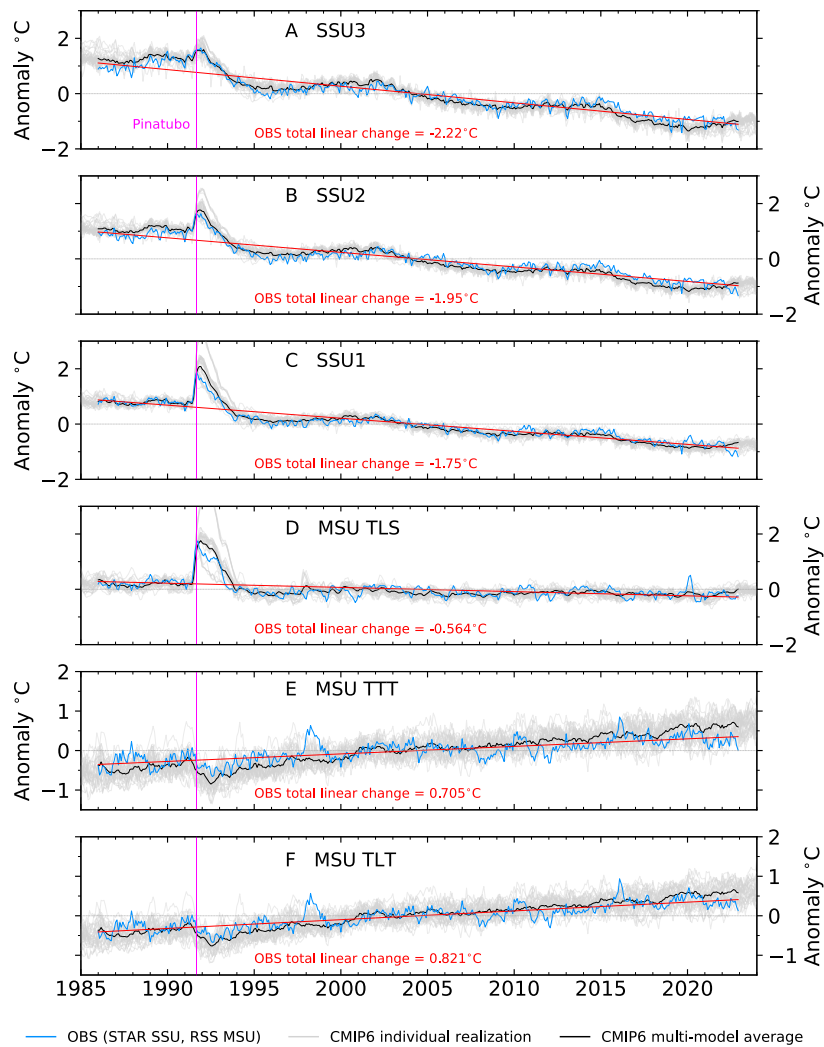 A SSU3
Anomaly °C
2
0
−2
Pinatubo
OBS total linear change = -2.22°C
B SSU2
Anomaly °C
2
0
−2
OBS total linear change = -1.95°C
C SSU1
Anomaly °C
2
0
−2
OBS total linear change = -1.75°C
D MSU TLS
Anomaly °C
2
0
−2
OBS total linear change = -0.564°C
E MSU TTT
Anomaly °C
2
1
0
−1
OBS total linear change = 0.705°C
F MSU TLT
Anomaly °C
2
1
0
−1
OBS total linear change = 0.821°C
1985 1990 1995 2000 2005 2010 2015 2020
OBS (STAR SSU, RSS MSU) CMIP6 individual realization CMIP6 multi-model average